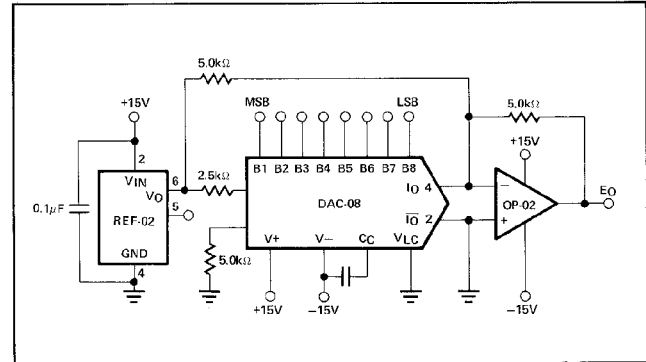 5.0kΩ
+15V
MSB
LSB
5.0kΩ
+15V
2
B1 B2 B3 B4 B5 B6 B7 B8
VIN
VO
6
2.5kΩ
IO 4
−
EO
0.1μF
REF-02
5
DAC-08
OP-02
IO 2
+
GND
V+ V− CC VLC
4
5.0kΩ
+15V
−15V
−15V